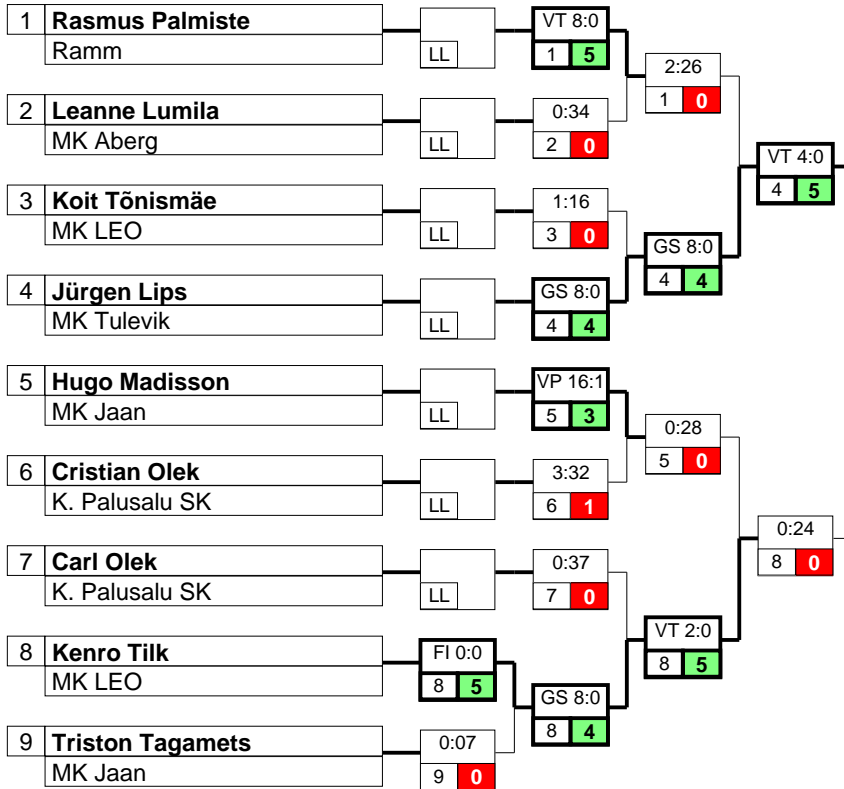 1 Rasmus Palmiste
Ramm
LL
VT 8:0
1 5
2:26
1 0
2 Leanne Lumila
MK Aberg
LL
0:34
2 0
VT 4:0
4 5
3 Koit Tõnismäe
MK LEO
LL
1:16
3 0
GS 8:0
4 4
4 Jürgen Lips
MK Tulevik
LL
GS 8:0
4 4
5 Hugo Madisson
MK Jaan
LL
VP 16:1
5 3
0:28
5 0
6 Cristian Olek
K. Palusalu SK
LL
3:32
6 1
0:24
8 0
7 Carl Olek
K. Palusalu SK
LL
0:37
7 0
VT 2:0
8 5
8 Kenro Tilk
MK LEO
FI 0:0
8 5
GS 8:0
8 4
9 Triston Tagamets
MK Jaan
0:07
9 0